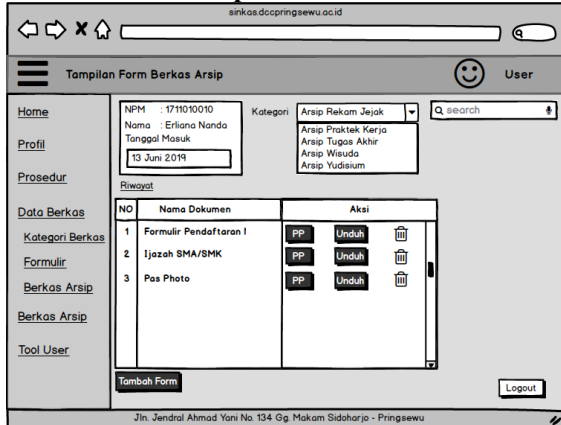 sinkas.dccpringsewu.ac.id
Tampilan Form Berkas Arsip
User
Home
Profil
Prosedur
Data Berkas
Kategori Berkas
Formulir
Berkas Arsip
Berkas Arsip
Tool User
NPM : 1711010010
Nama : Erliana Nanda
Tanggal Masuk
13 Juni 2019
Riwayat
Kategori
Arsip Rekam Jejak
Arsip Praktek Kerja
Arsip Tugas Akhir
Arsip Wisuda
Arsip Yudisium
search
NO Nama Dokumen Aksi
1 Formulir Pendaftaran PP Unduh
2 Ijazah SMA/SMK PP Unduh
3 Pas Photo PP Unduh
Tambah Form
Logout
Jln. Jendral Ahmad Yani No. 134 Gg. Makam Sidoharjo - Pringsewu